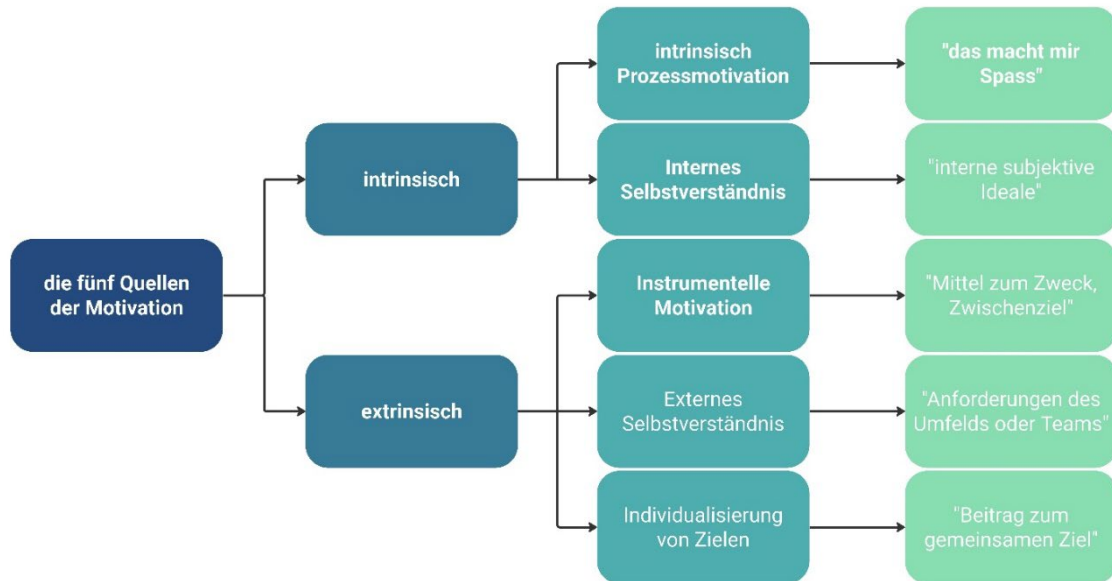 die fünf Quellen
der Motivation
intrinsisch
extrinsisch
intrinsisch
Prozessmotivation
"das macht mir
Spass"
Internes
Selbstverständnis
"interne subjektive
Ideale"
Instrumentelle
Motivation
"Mittel zum Zweck,
Zwischenziel"
Externes
Selbstverständnis
"Anforderungen des
Umfelds oder Teams"
Individualisierung
von Zielen
"Beitrag zum
gemeinsamen Ziel"